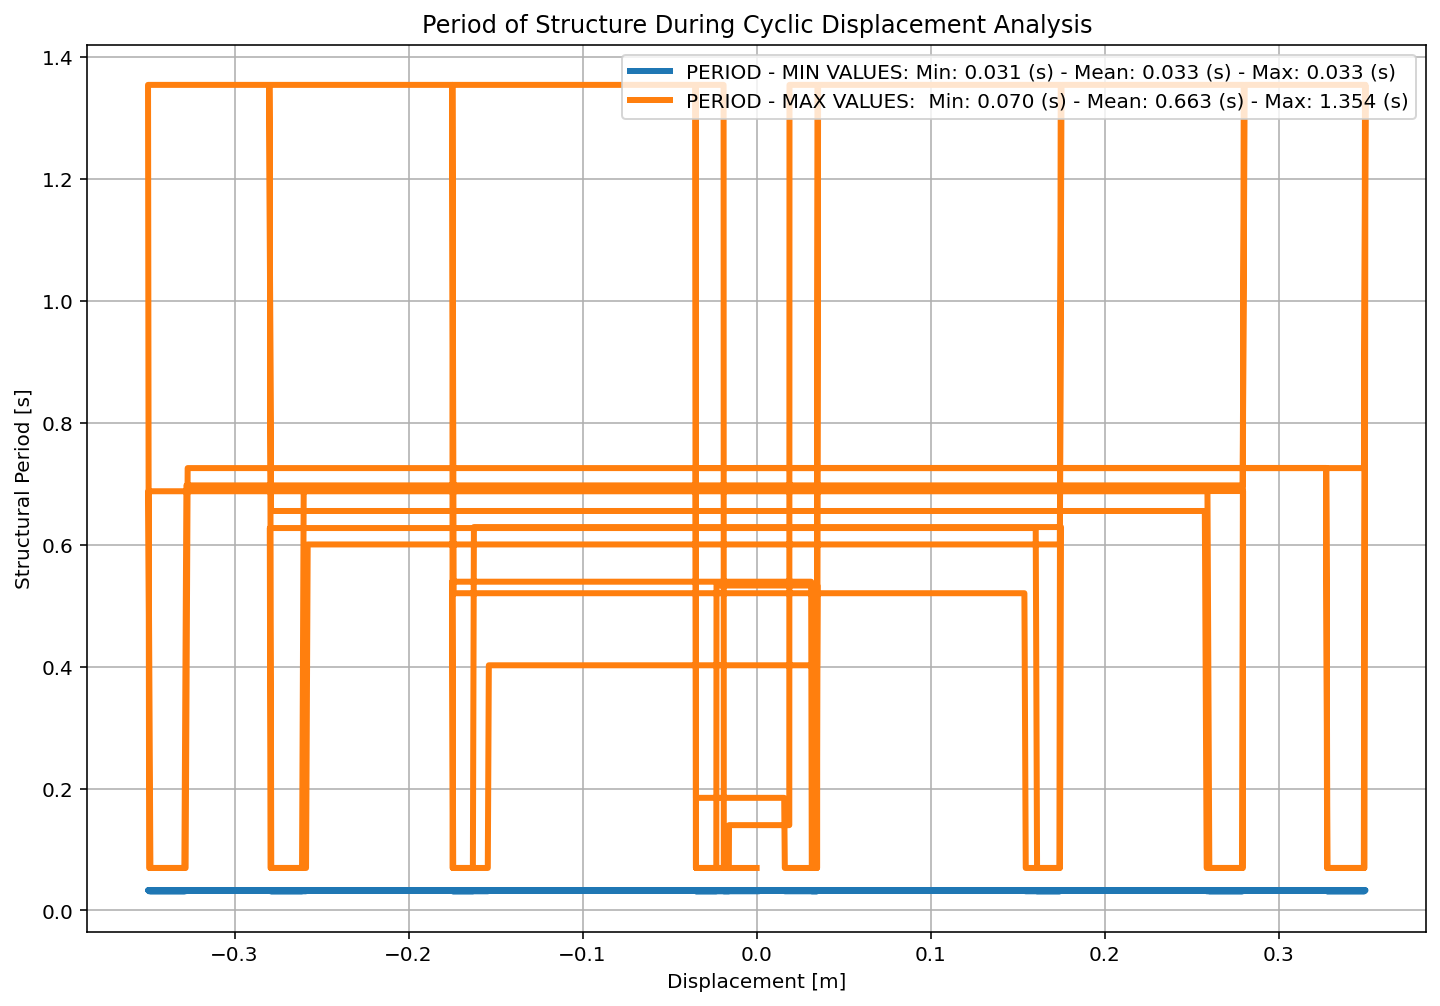 Period of Structure During Cyclic Displacement Analysis
PERIOD - MIN VALUES: Min: 0.031 (s) - Mean: 0.033 (s) - Max: 0.033 (s)
PERIOD - MAX VALUES:  Min: 0.070 (s) - Mean: 0.663 (s) - Max: 1.354 (s)
1.4
1.2
1.0
0.8
0.6
0.4
0.2
0.0
Structural Period [s]
−0.3 −0.2 −0.1 0.0 0.1 0.2 0.3
Displacement [m]